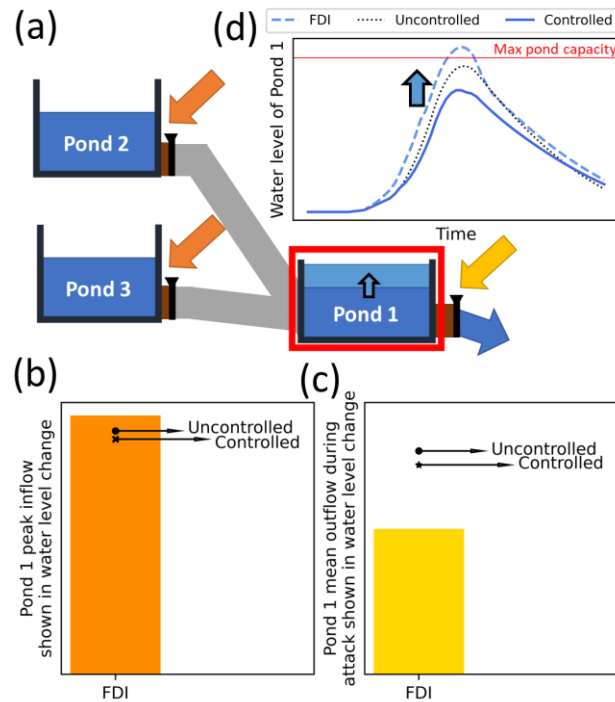 (a)
Pond 2
Pond 3
Pond 1
(d)
FDI Uncontrolled Controlled
Max pond capacity
Water level of Pond 1
Time
(b)
Pond 1 peak inflow
shown in water level change
Uncontrolled
Controlled
FDI
(c)
Pond 1 mean outflow during
attack shown in water level change
Uncontrolled
Controlled
FDI